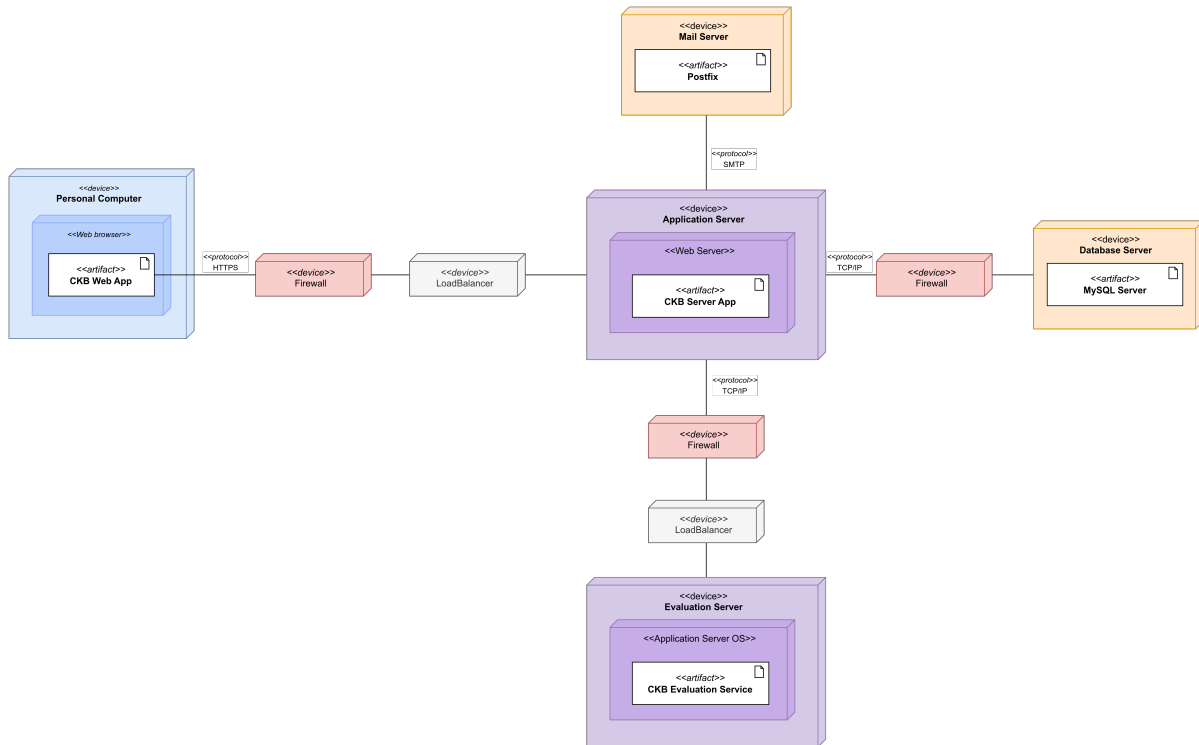 <<device>>
Mail Server
<<artifact>>
Postfix
<<protocol>>
SMTP
<<device>>
Personal Computer
<<Web browser>>
<<artifact>>
CKB Web App
<<protocol>>
HTTPS
<<device>>
Firewall
<<device>>
LoadBalancer
<<device>>
Application Server
<<Web Server>>
<<artifact>>
CKB Server App
<<protocol>>
TCP/IP
<<device>>
Firewall
<<device>>
Database Server
<<artifact>>
MySQL Server
<<protocol>>
TCP/IP
<<device>>
Firewall
<<device>>
LoadBalancer
<<device>>
Evaluation Server
<<Application Server OS>>
<<artifact>>
CKB Evaluation Service